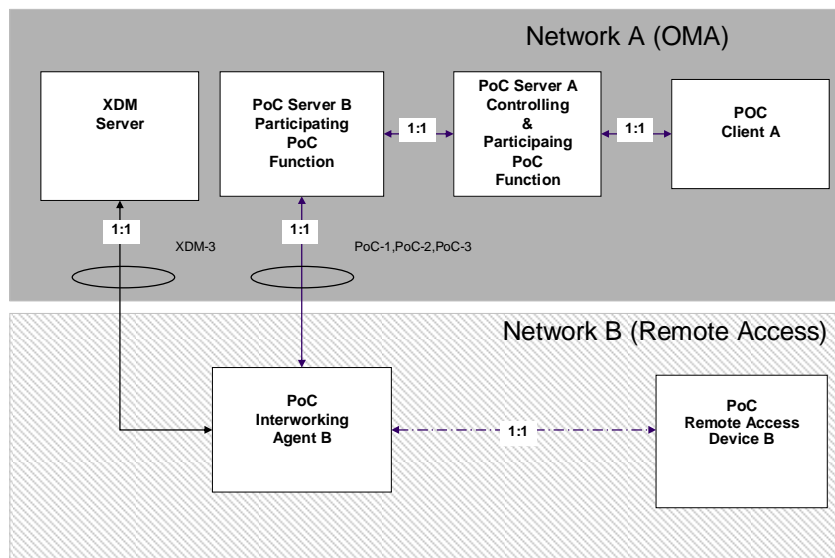 Network A (OMA)
XDM
Server
PoC Server B
Participating
PoC
Function
PoC Server A
Controlling
&
Participaing
PoC
Function
POC
Client A
1:1
1:1
1:1
XDM-3
1:1
PoC-1,PoC-2,PoC-3
Network B (Remote Access)
PoC
Interworking
Agent B
1:1
PoC
Remote Access
Device B